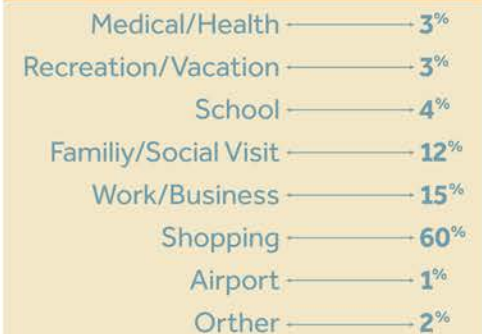 Medical/Health 3%
Recreation/Vacation 3%
School 4%
Familiy/Social Visit 12%
Work/Business 15%
Shopping 60%
Airport 1%
Orther 2%